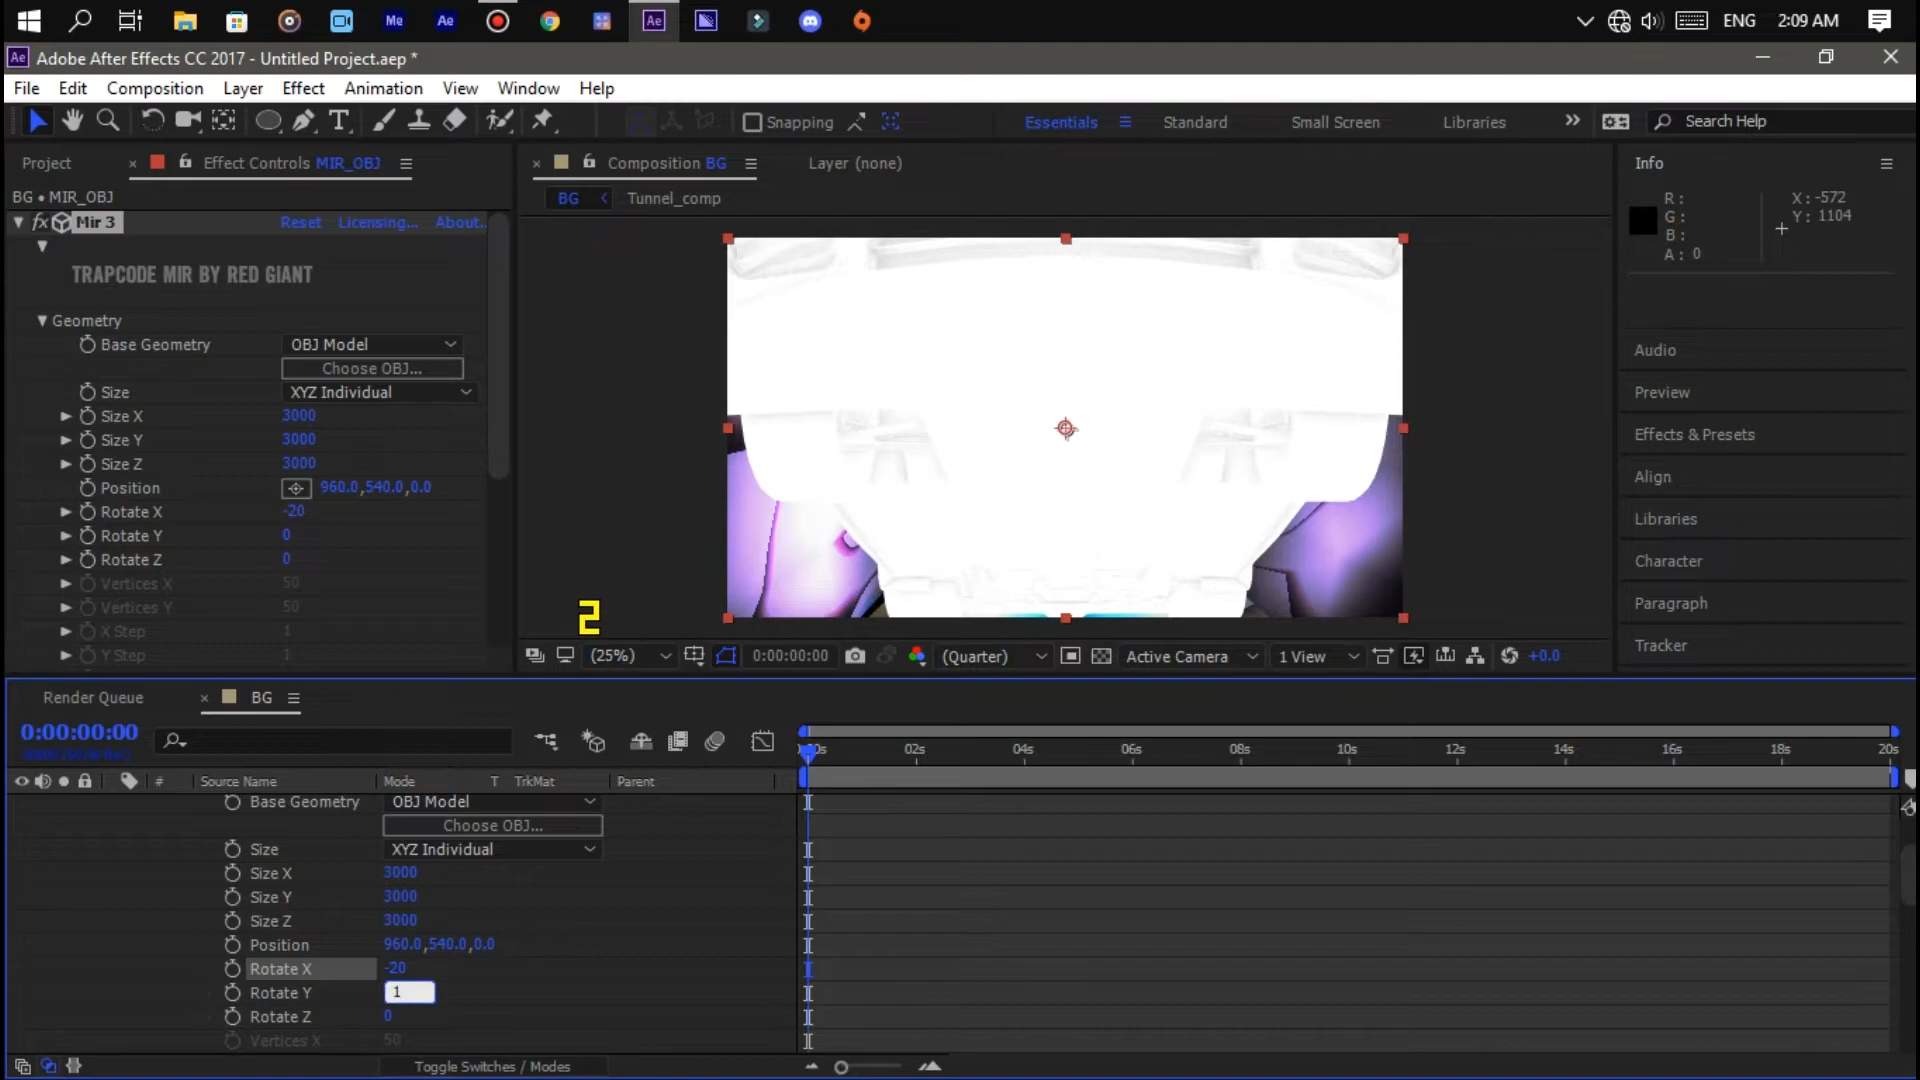 Me
Ae
Ae
ENG
2:09 AM
Ae
Adobe After Effects CC 2017 - Untitled Project.aep *
File Edit Composition Layer Effect Animation View Window Help
T
Snapping
Essentials
Standard
Small Screen
Libraries
Search Help
Project
Effect Controls MIR_OBJ
Composition BG
Layer (none)
Info
BG • MIR_OBJ
BG
Tunnel_comp
R :
G :
B :
A : 0
X : -572
Y : 1104
fx Mir 3
Reset
Licensing...
About..
TRAPCODE MIR BY RED GIANT
Geometry
Base Geometry
OBJ Model
Choose OBJ...
Size
XYZ Individual
Size X
3000
Size Y
3000
Size Z
3000
Position
960.0,540.0,0.0
Rotate X
-20
Rotate Y
0
Rotate Z
0
Vertices X
50
Vertices Y
50
X Step
1
Y Step
1
2
(25%)
0:00:00:00
(Quarter)
Active Camera
1 View
+0.0
Audio
Preview
Effects & Presets
Align
Libraries
Character
Paragraph
Tracker
Render Queue
BG
0:00:00:00
02s 04s 06s 08s 10s 12s 14s 16s 18s 20s
#
Source Name
Mode
T
TrkMat
Parent
Base Geometry
OBJ Model
Choose OBJ...
Size
XYZ Individual
Size X
3000
Size Y
3000
Size Z
3000
Position
960.0,540.0,0.0
Rotate X
-20
Rotate Y
1
Rotate Z
0
Vertices X
50
Toggle Switches / Modes